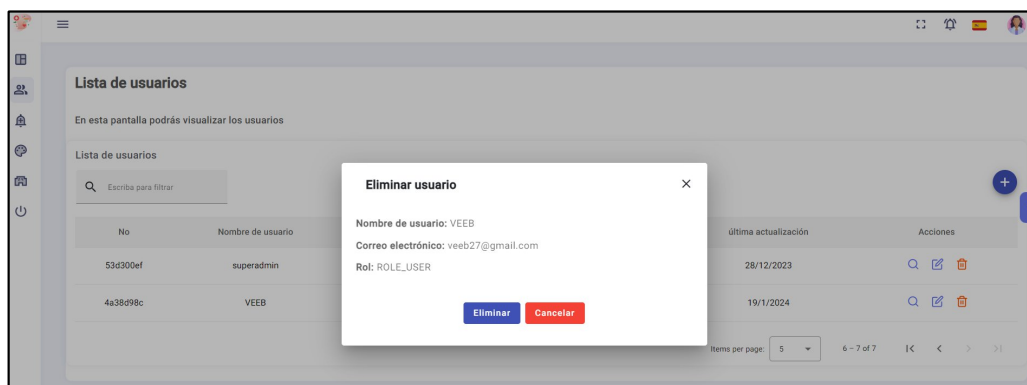 Lista de usuarios
En esta pantalla podrás visualizar los usuarios
Lista de usuarios
Escriba para filtrar
No Nombre de usuario última actualización Acciones
53d300ef superadmin 28/12/2023
4a38d98c VEEB 19/1/2024
Items per page: 5 6 – 7 of 7
Eliminar usuario
Nombre de usuario: VEEB
Correo electrónico: veeb27@gmail.com
Rol: ROLE_USER
Eliminar Cancelar